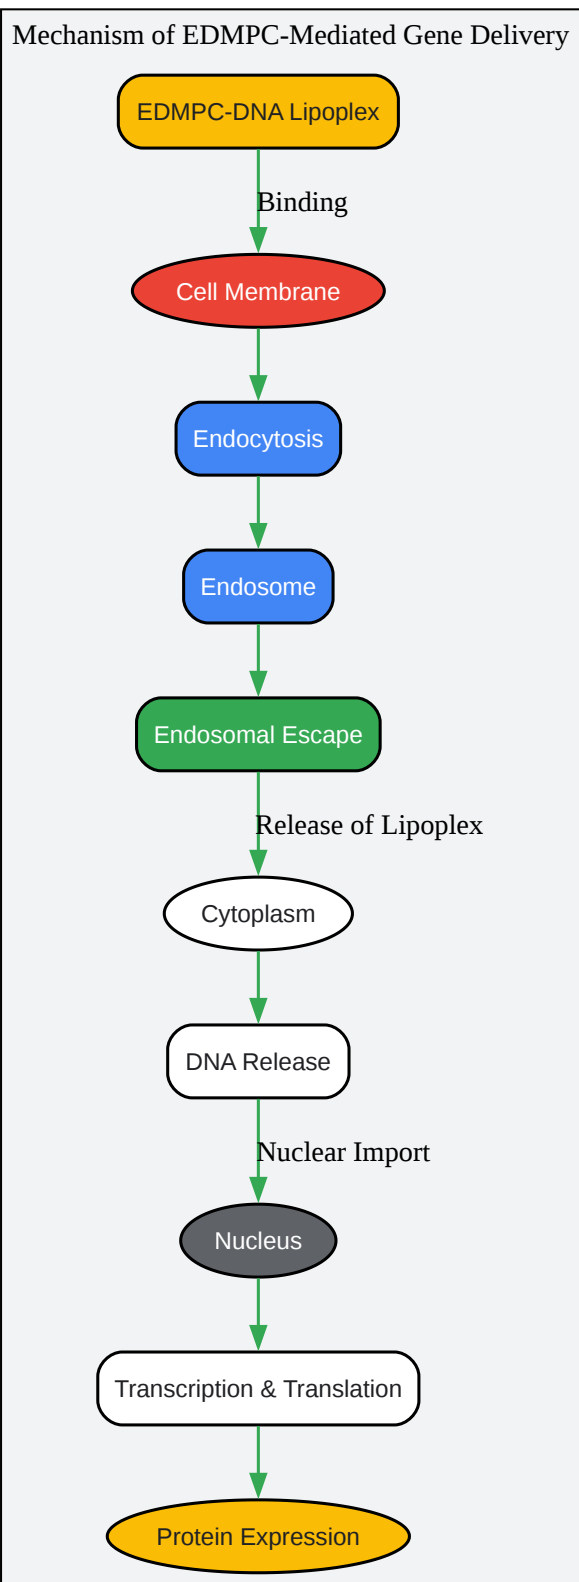 Mechanism of EDMPC-Mediated Gene Delivery
EDMPC-DNA Lipoplex
Binding
Cell Membrane
Endocytosis
Endosome
Endosomal Escape
Release of Lipoplex
Cytoplasm
DNA Release
Nuclear Import
Nucleus
Transcription & Translation
Protein Expression